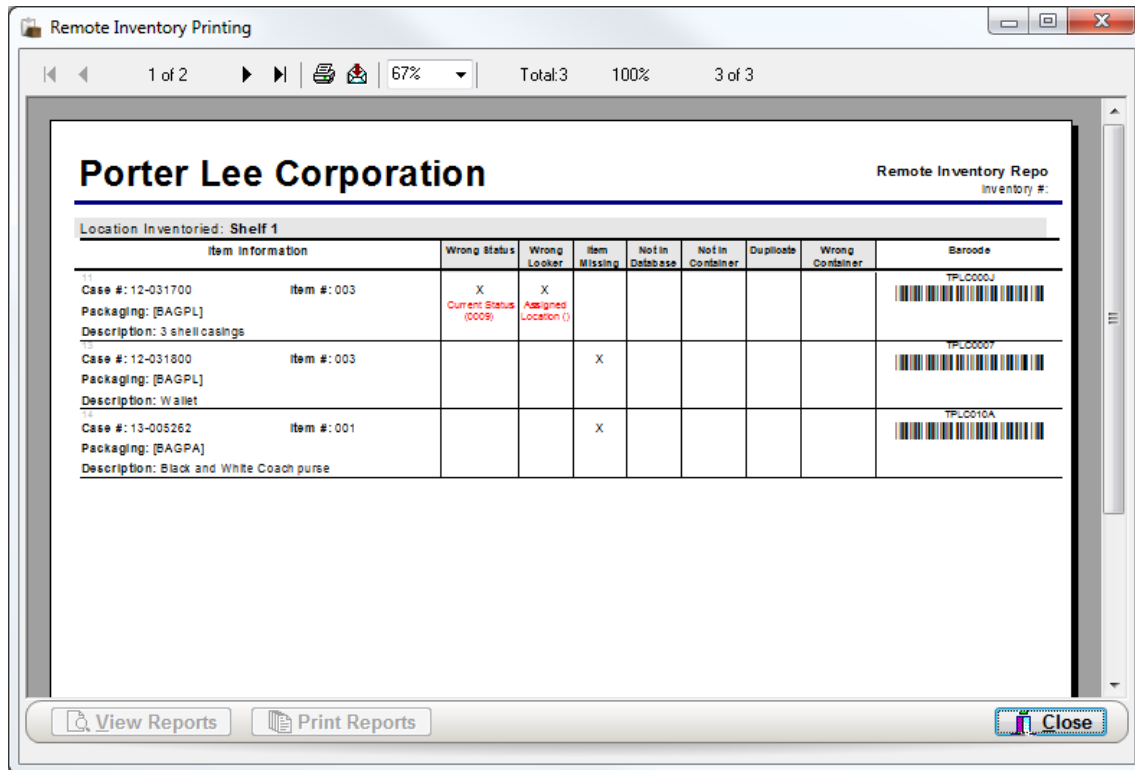 Remote Inventory Printing
1 of 2 67% Total:3 100% 3 of 3
Porter Lee Corporation
Remote Inventory Repo
Inventory #:
Location Inventoried: Shelf 1
Item Information Wrong Status Wrong Locker Item Missing Not In Database Not In Container Duplicate Wrong Container Barcode
11
TPLC000J
Case #: 12-031700 Item #: 003 X X
Current Status (0009) Assigned Location ()
Packaging: [BAGPL]
Description: 3 shell casings
13
TPLC0007
Case #: 12-031800 Item #: 003 X
Packaging: [BAGPL]
Description: Wallet
14
TPLC010A
Case #: 13-005262 Item #: 001 X
Packaging: [BAGPA]
Description: Black and White Coach purse
View Reports Print Reports Close